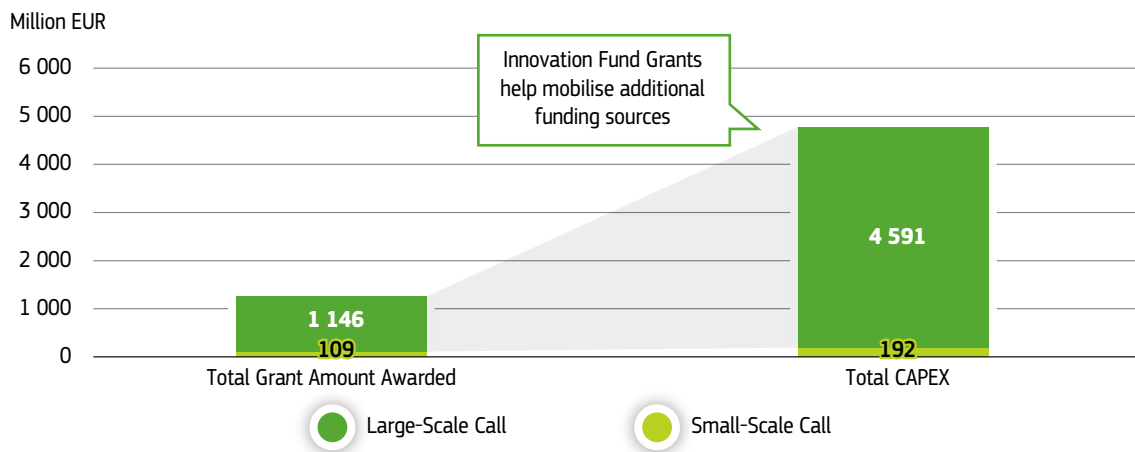 Million EUR
Innovation Fund Grants
help mobilise additional
funding sources
6 000
5 000
4 000
3 000
2 000
1 000
0
1 146
109
4 591
192
Total Grant Amount Awarded
Total CAPEX
Large-Scale Call
Small-Scale Call